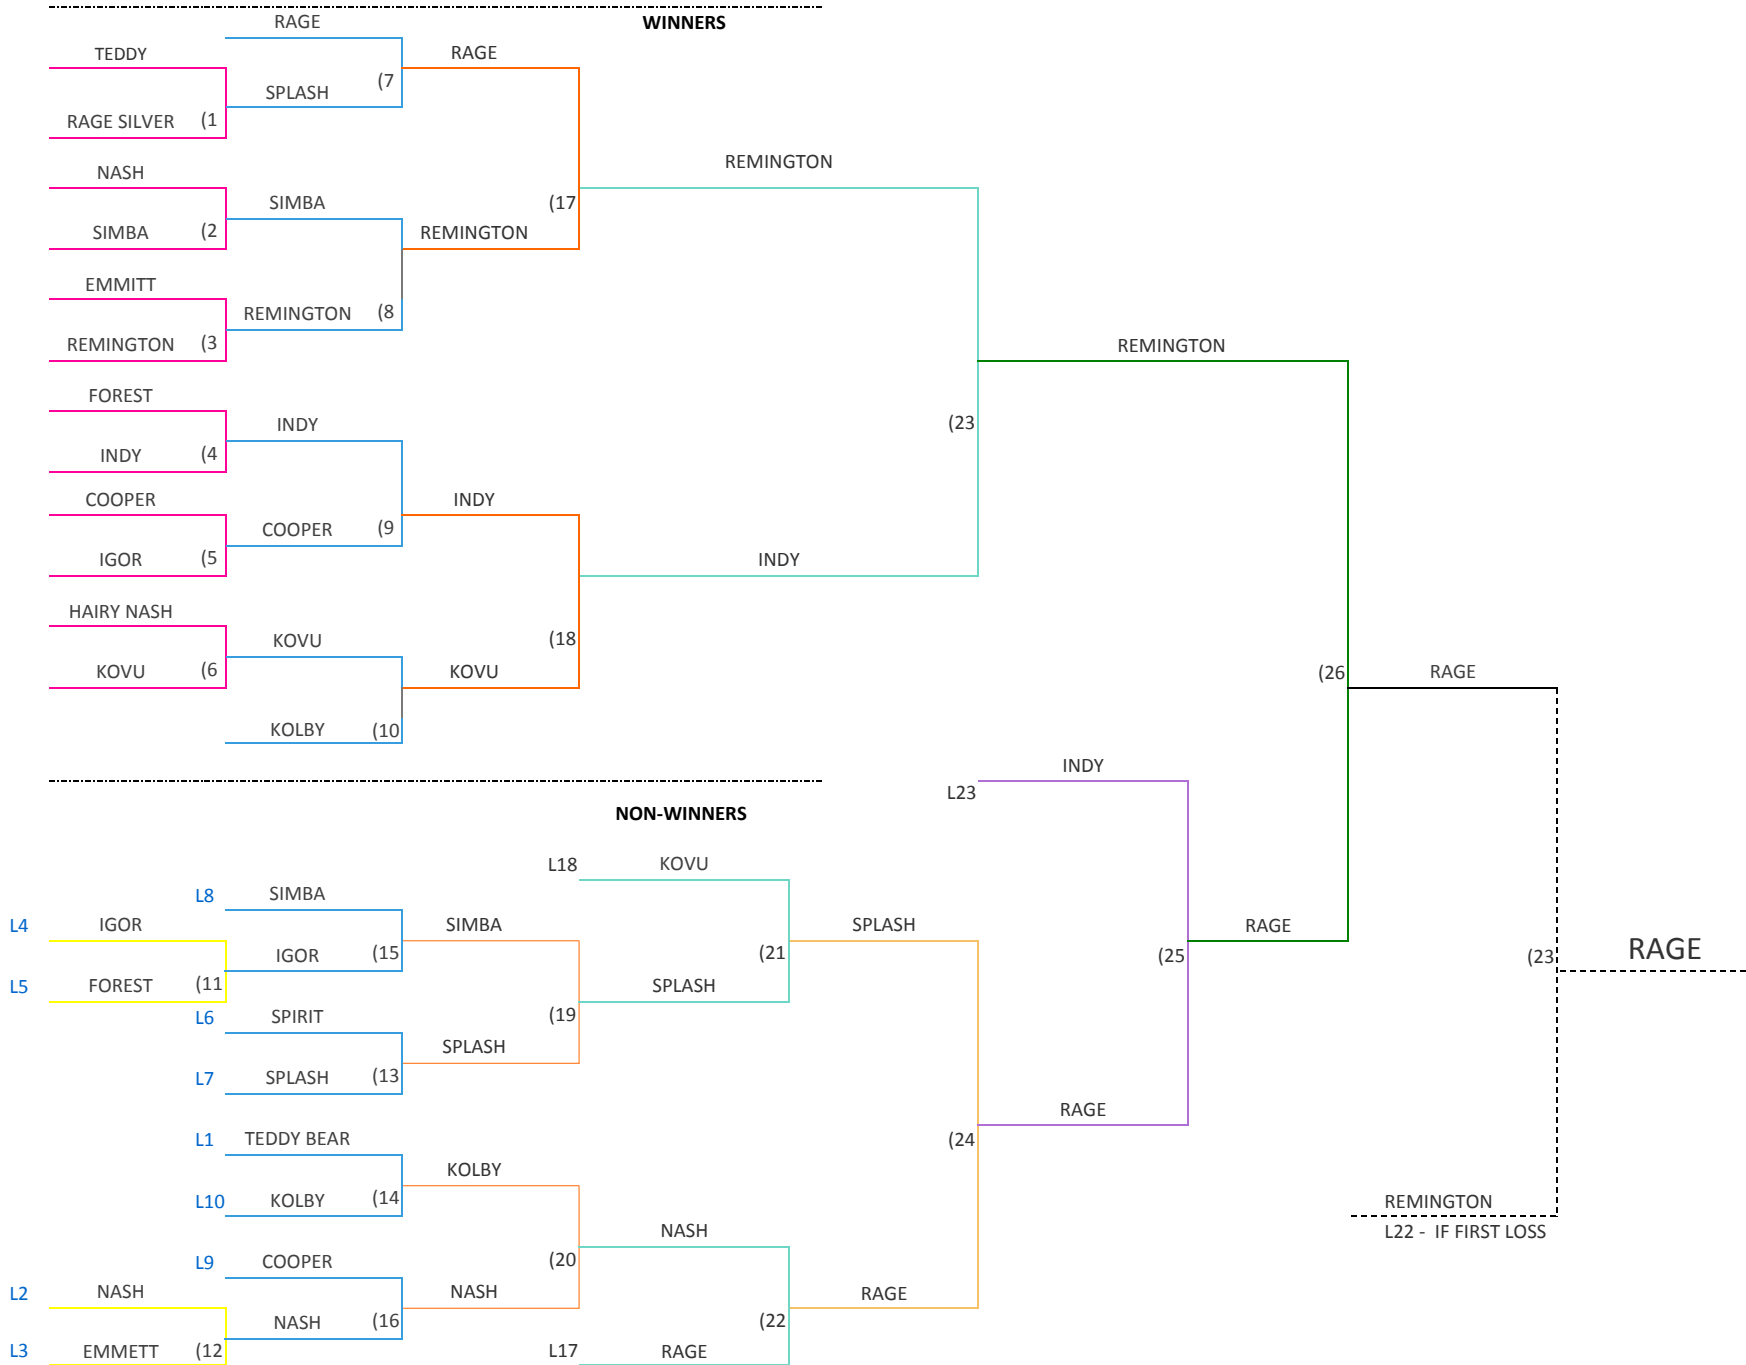 RAGE
WINNERS
TEDDY
RAGE
(7
SPLASH
RAGE SILVER (1
NASH
REMINGTON
SIMBA
(17
SIMBA (2
REMINGTON
EMMITT
REMINGTON (8
REMINGTON (3
REMINGTON
FOREST
INDY
(23
INDY (4
COOPER
INDY
COOPER (9
IGOR (5
INDY
HAIRY NASH
KOVU
(18
KOVU (6
KOVU
(26
RAGE
KOLBY (10
INDY
L23
NON-WINNERS
L18
KOVU
L8
SIMBA
L4
IGOR
SIMBA
SPLASH
RAGE
IGOR (15
(21
(25
(23
RAGE
L5
FOREST (11
SPLASH
L6
SPIRIT
(19
SPLASH
L7
SPLASH (13
RAGE
L1
TEDDY BEAR
(24
KOLBY
L10
KOLBY (14
REMINGTON
NASH
L22 - IF FIRST LOSS
L9
COOPER
(20
L2
NASH
NASH
RAGE
NASH (16
(22
L3
EMMETT (12
L17
RAGE